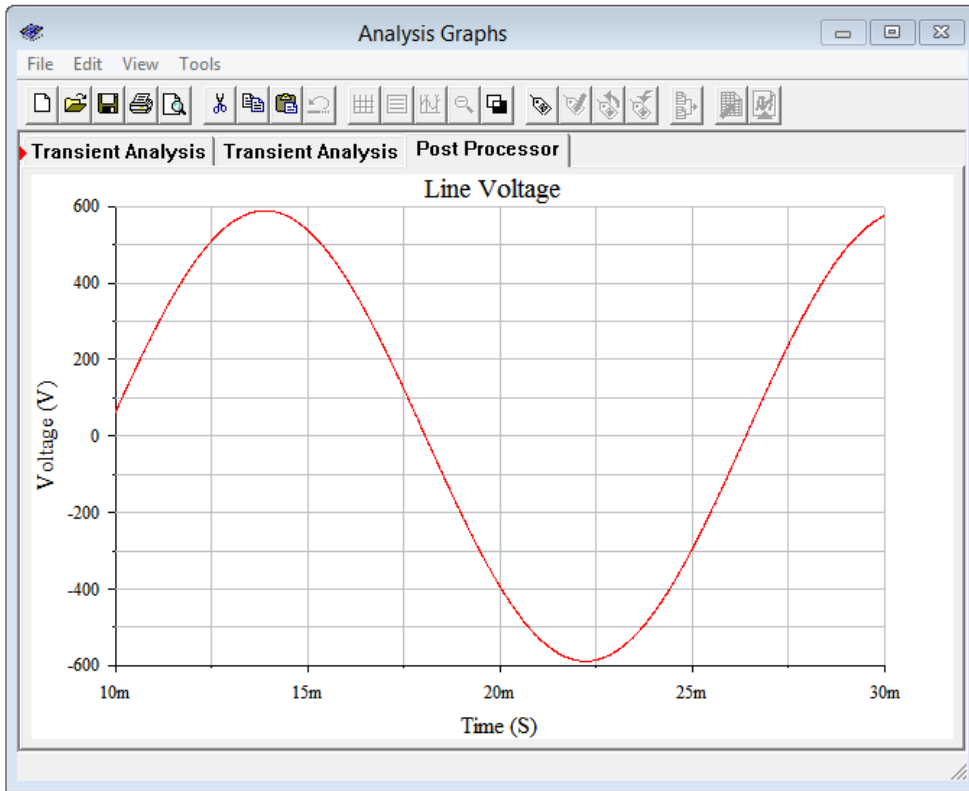 Analysis Graphs
File Edit View Tools
Transient Analysis Transient Analysis Post Processor
Line Voltage
600
400
200
0
-200
-400
-600
Voltage (V)
10m 15m 20m 25m 30m
Time (S)